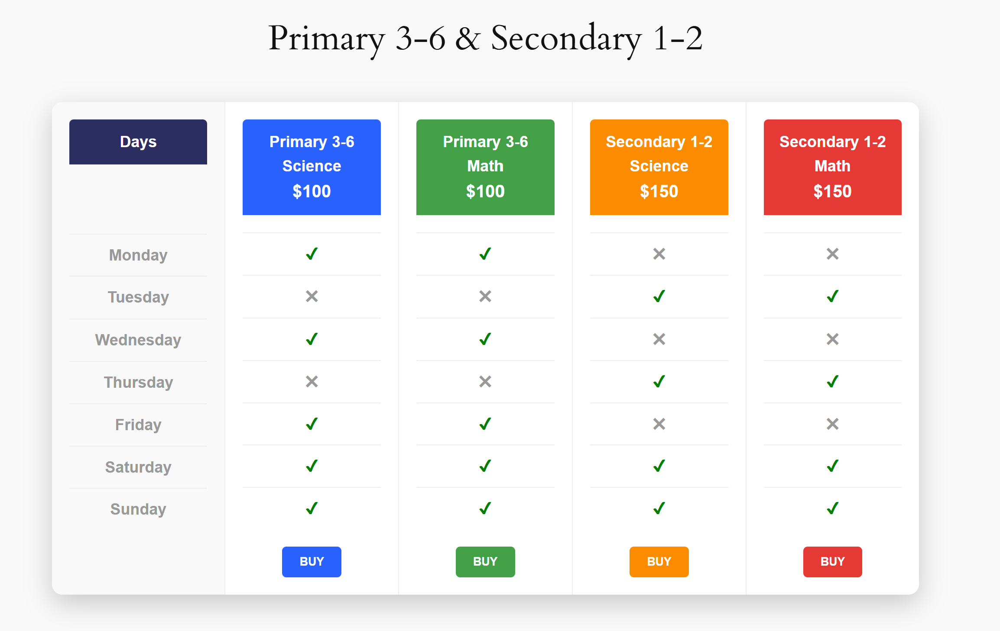 Primary 3-6 & Secondary 1-2
Days
Primary 3-6
Science
$100
Primary 3-6
Math
$100
Secondary 1-2
Science
$150
Secondary 1-2
Math
$150
Monday ✓ ✓ ✕ ✕
Tuesday ✕ ✕ ✓ ✓
Wednesday ✓ ✓ ✕ ✕
Thursday ✕ ✕ ✓ ✓
Friday ✓ ✓ ✕ ✕
Saturday ✓ ✓ ✓ ✓
Sunday ✓ ✓ ✓ ✓
BUY BUY BUY BUY